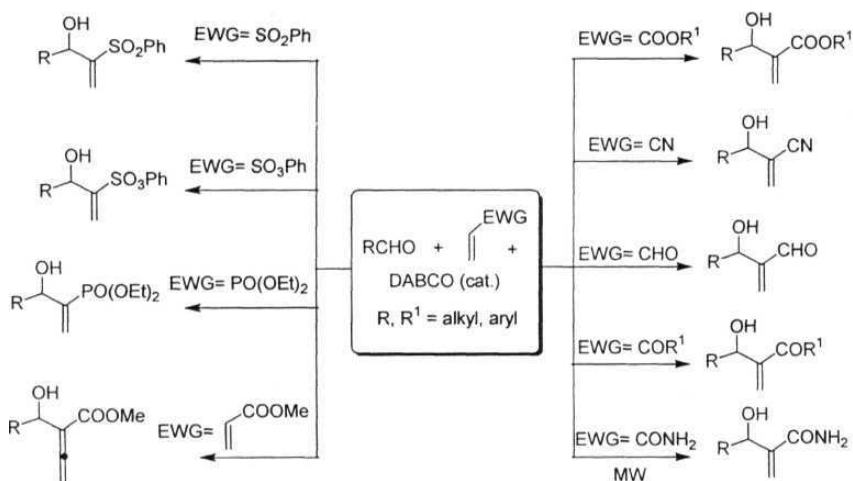 OH
R
SO₂Ph
EWG= SO₂Ph
OH
R
SO₃Ph
EWG= SO₃Ph
OH
R
PO(OEt)₂
EWG= PO(OEt)₂
OH
R
COOMe
EWG=
COOMe
RCHO + EWG +
DABCO (cat.)
R, R¹ = alkyl, aryl
EWG= COOR¹
OH
R
COOR¹
EWG= CN
OH
R
CN
EWG= CHO
OH
R
CHO
EWG= COR¹
OH
R
COR¹
EWG= CONH₂
MW
OH
R
CONH₂